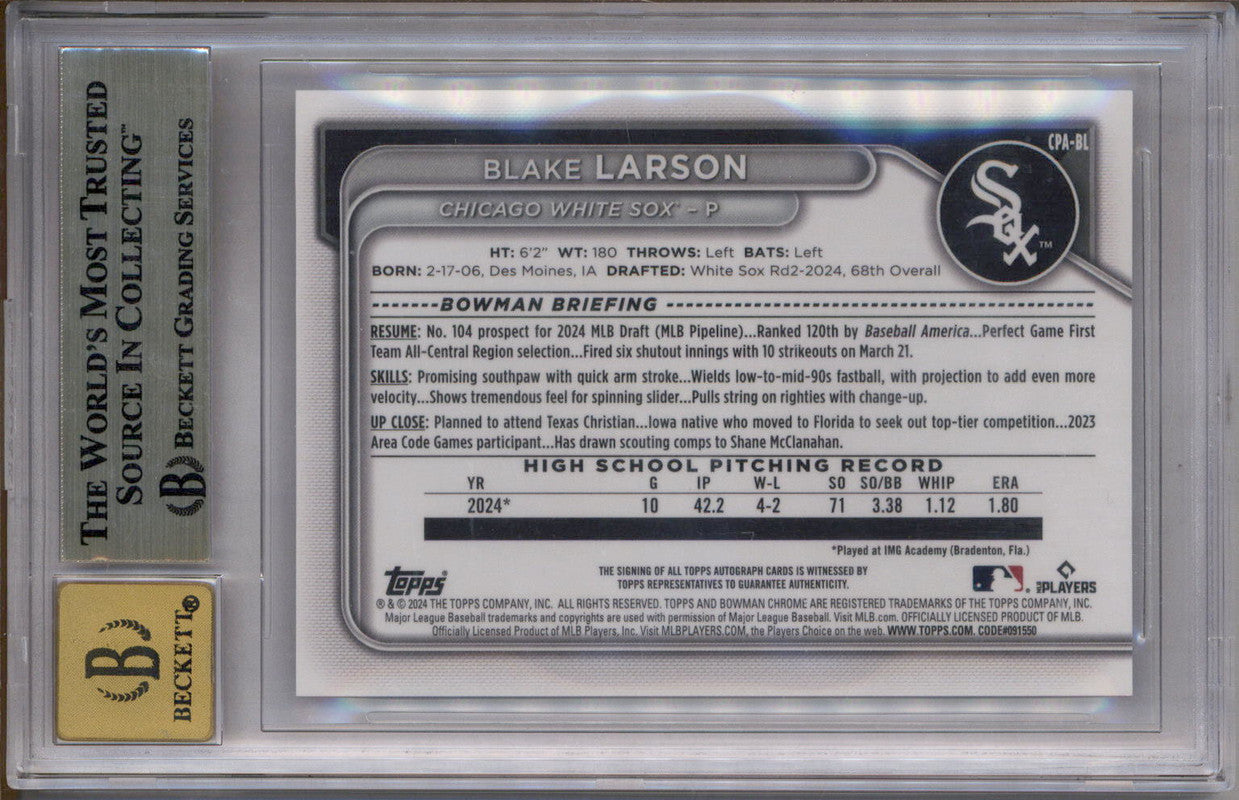 THE WORLD'S MOST TRUSTED
SOURCE IN COLLECTING™
B BECKETT GRADING SERVICES
B
BECKETT®
CPA-BL
Sox™
BLAKE LARSON
CHICAGO WHITE SOX® – P
HT: 6'2" WT: 180 THROWS: Left BATS: Left
BORN: 2-17-06, Des Moines, IA DRAFTED: White Sox Rd2-2024, 68th Overall
BOWMAN BRIEFING
RESUME: No. 104 prospect for 2024 MLB Draft (MLB Pipeline)...Ranked 120th by Baseball America...Perfect Game First
Team All-Central Region selection...Fired six shutout innings with 10 strikeouts on March 21.
SKILLS: Promising southpaw with quick arm stroke...Wields low-to-mid-90s fastball, with projection to add even more
velocity...Shows tremendous feel for spinning slider...Pulls string on righties with change-up.
UP CLOSE: Planned to attend Texas Christian...Iowa native who moved to Florida to seek out top-tier competition...2023
Area Code Games participant...Has drawn scouting comps to Shane McClanahan.
HIGH SCHOOL PITCHING RECORD
YR G IP W-L SO SO/BB WHIP ERA
2024* 10 42.2 4-2 71 3.38 1.12 1.80
*Played at IMG Academy (Bradenton, Fla.)
Topps®
THE SIGNING OF ALL TOPPS AUTOGRAPH CARDS IS WITNESSED BY
TOPPS REPRESENTATIVES TO GUARANTEE AUTHENTICITY.
MLB PLAYERS
® & © 2024 THE TOPPS COMPANY, INC. ALL RIGHTS RESERVED. TOPPS AND BOWMAN CHROME ARE REGISTERED TRADEMARKS OF THE TOPPS COMPANY, INC.
Major League Baseball trademarks and copyrights are used with permission of Major League Baseball. Visit MLB.com. OFFICIALLY LICENSED PRODUCT OF MLB.
Officially Licensed Product of MLB Players, Inc. Visit MLBPLAYERS.COM, the Players Choice on the web. WWW.TOPPS.COM. CODE#091550